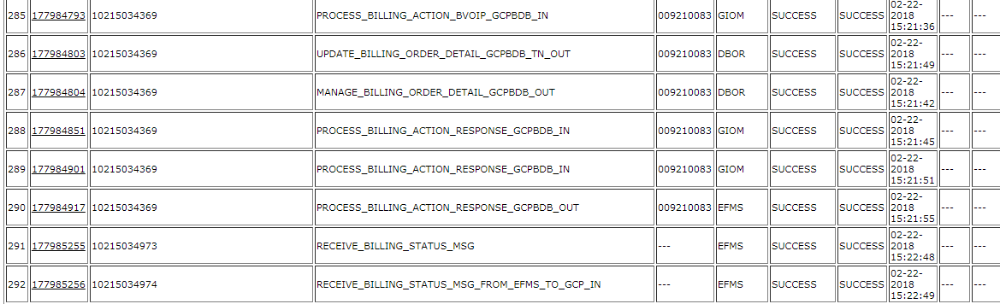 285 177984793 10215034369 PROCESS_BILLING_ACTION_BVOIP_GCPBDB_IN 009210083 GIOM SUCCESS SUCCESS 02-22-2018 15:21:36 --- ---
286 177984803 10215034369 UPDATE_BILLING_ORDER_DETAIL_GCPBDB_TN_OUT 009210083 DBOR SUCCESS SUCCESS 02-22-2018 15:21:49 --- ---
287 177984804 10215034369 MANAGE_BILLING_ORDER_DETAIL_GCPBDB_OUT 009210083 DBOR SUCCESS SUCCESS 02-22-2018 15:21:42 --- ---
288 177984851 10215034369 PROCESS_BILLING_ACTION_RESPONSE_GCPBDB_IN 009210083 GIOM SUCCESS SUCCESS 02-22-2018 15:21:45 --- ---
289 177984901 10215034369 PROCESS_BILLING_ACTION_RESPONSE_GCPBDB_IN 009210083 GIOM SUCCESS SUCCESS 02-22-2018 15:21:51 --- ---
290 177984917 10215034369 PROCESS_BILLING_ACTION_RESPONSE_GCPBDB_OUT 009210083 EFMS SUCCESS SUCCESS 02-22-2018 15:21:55 --- ---
291 177985255 10215034973 RECEIVE_BILLING_STATUS_MSG --- EFMS SUCCESS SUCCESS 02-22-2018 15:22:48 --- ---
292 177985256 10215034974 RECEIVE_BILLING_STATUS_MSG_FROM_EFMS_TO_GCP_IN --- EFMS SUCCESS SUCCESS 02-22-2018 15:22:49 --- ---